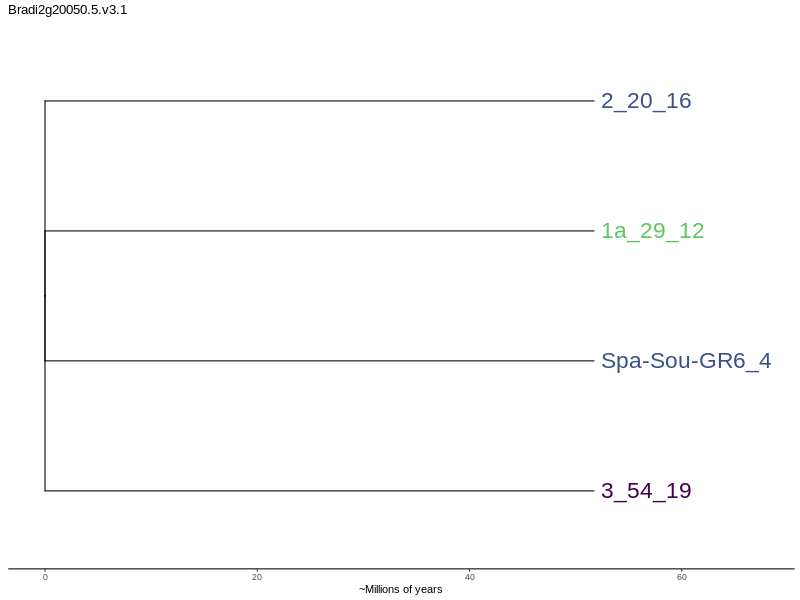 Bradi2g20050.5.v3.1
2_20_16
1a_29_12
Spa-Sou-GR6_4
3_54_19
0 20 40 60
~Millions of years